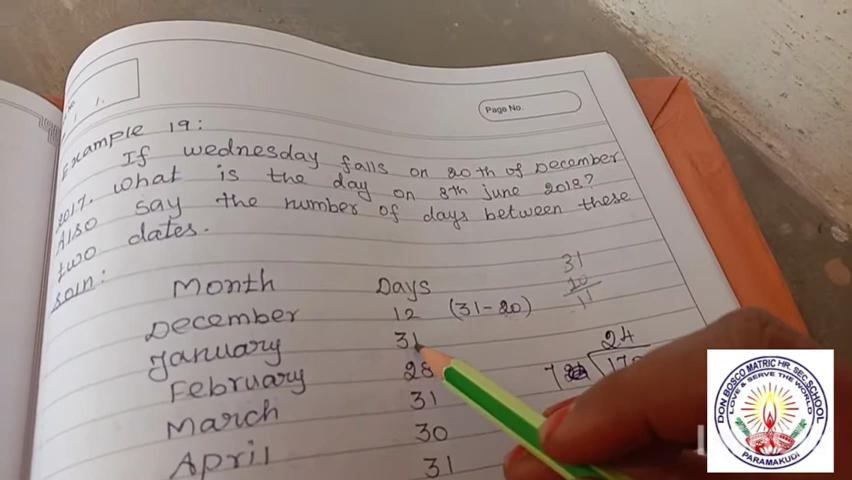 Page No.
Example 19:
If wednesday falls on 20th of December
2017. What is the day on 8th june 2018?
Also say the number of days between these
two dates.
Soln:
Month Days
December 12 (31-20)
January 31
February 28
March 31
April 30
31
31
20
11
24
7
DON BOSCO MATRIC HR. SEC SCHOOL
LOVE & SERVE THE WORLD
PARAMAKUDI